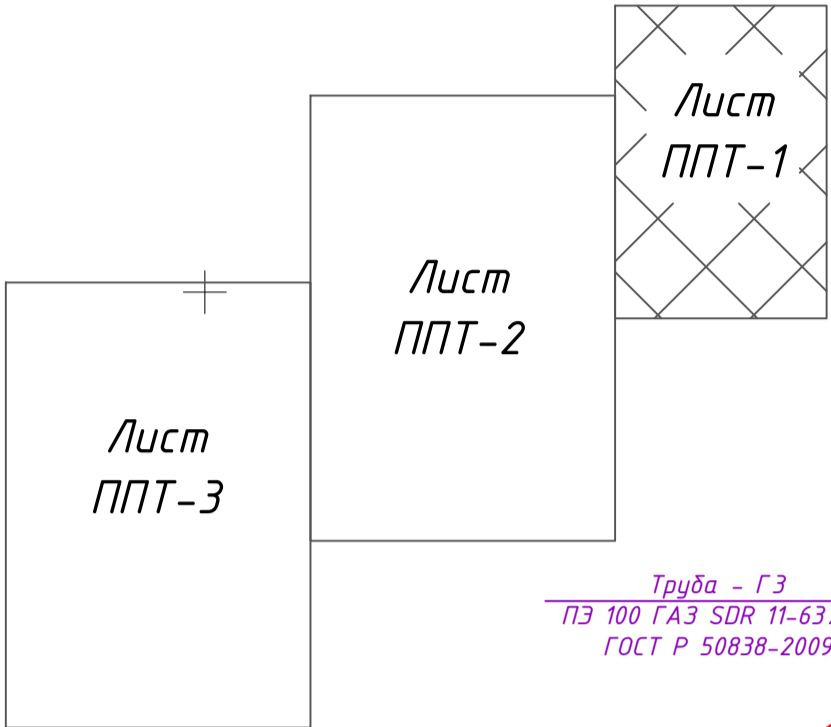 Лист
ППТ-1
Лист
ППТ-2
Лист
ППТ-3
Труба - Г3
ПЭ 100 ГАЗ SDR 11-63
ГОСТ Р 50838-2009